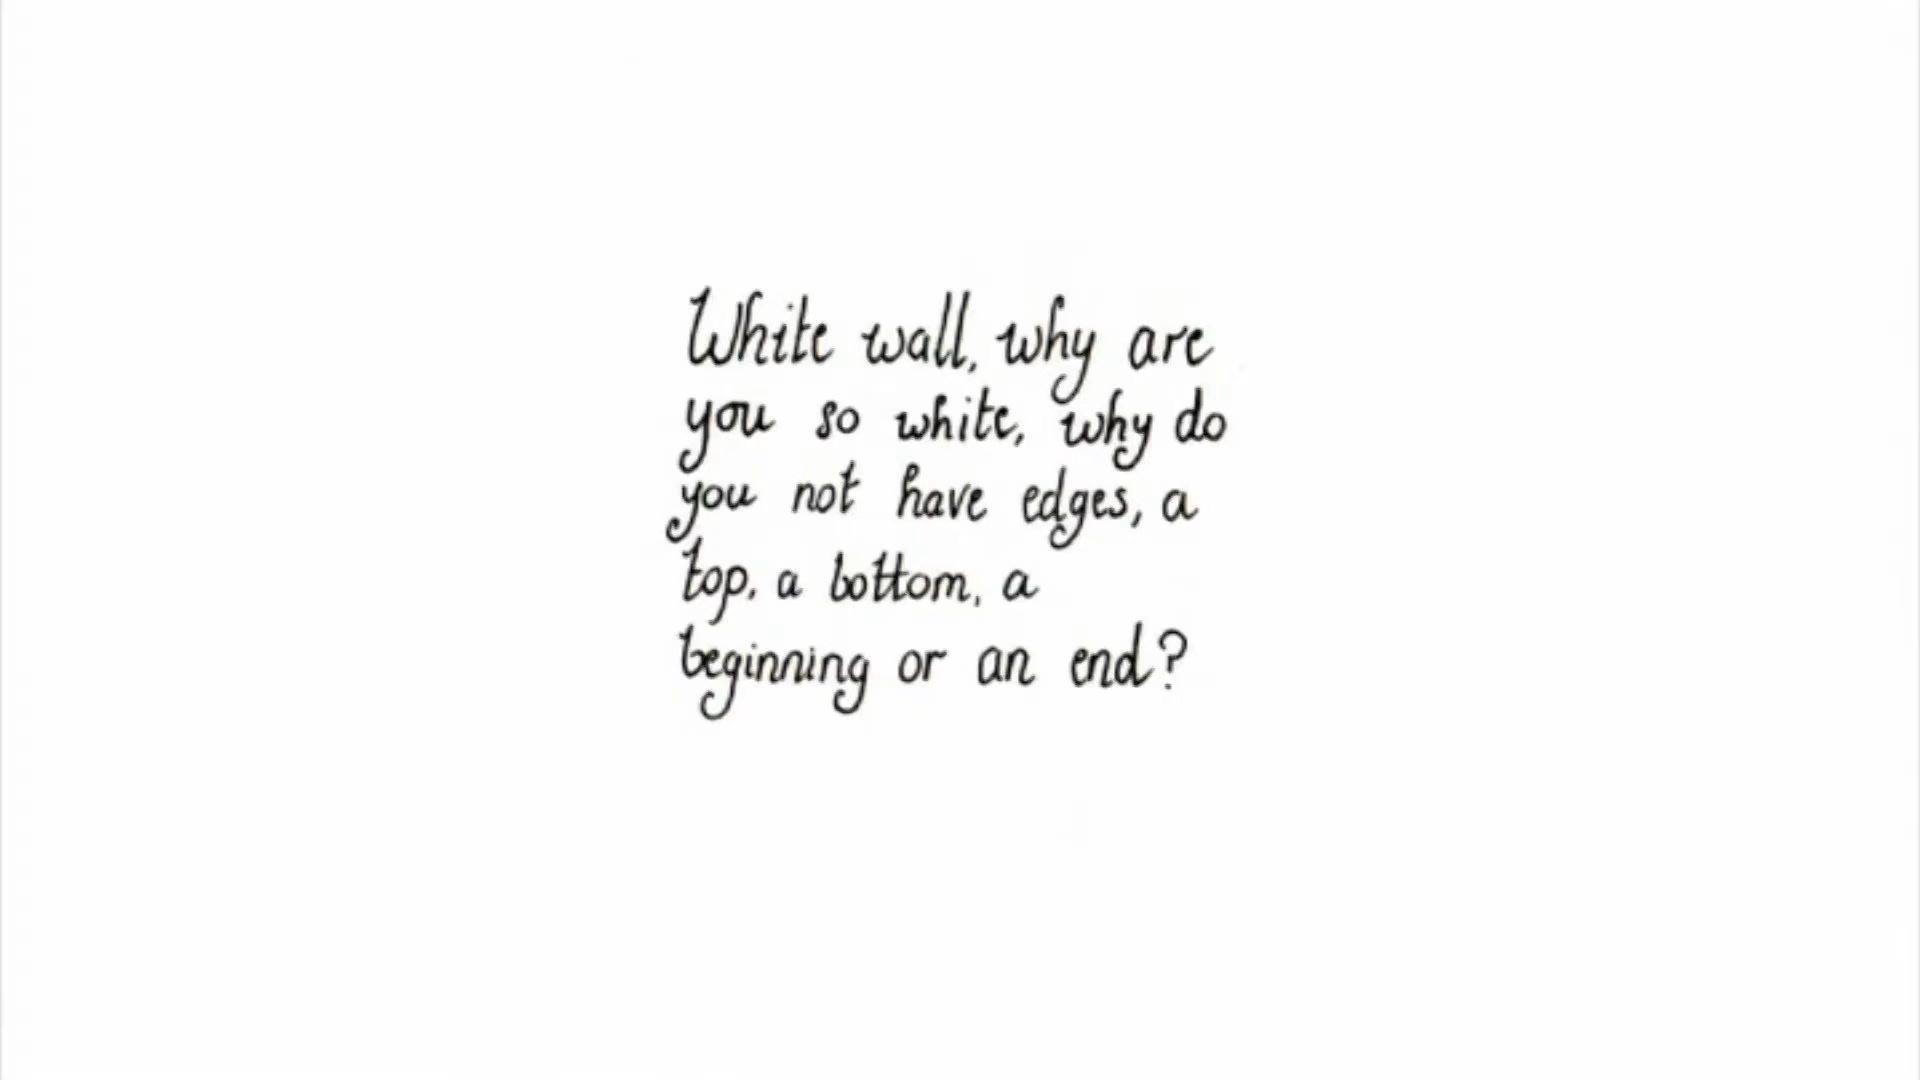 White wall, why are
you so white, why do
you not have edges, a
top, a bottom, a
beginning or an end?